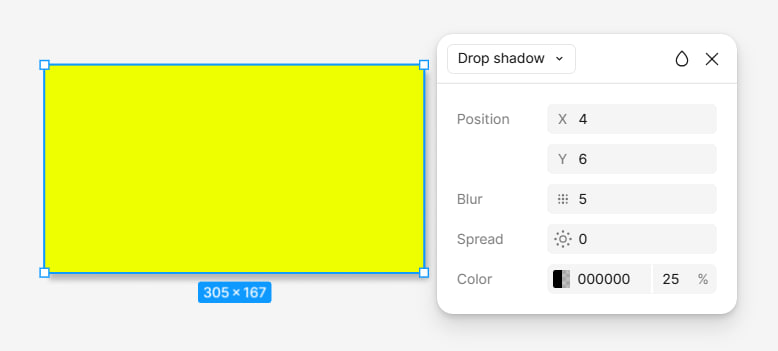 Drop shadow
Position X 4
Y 6
Blur 5
Spread 0
Color 000000 25 %
305 × 167